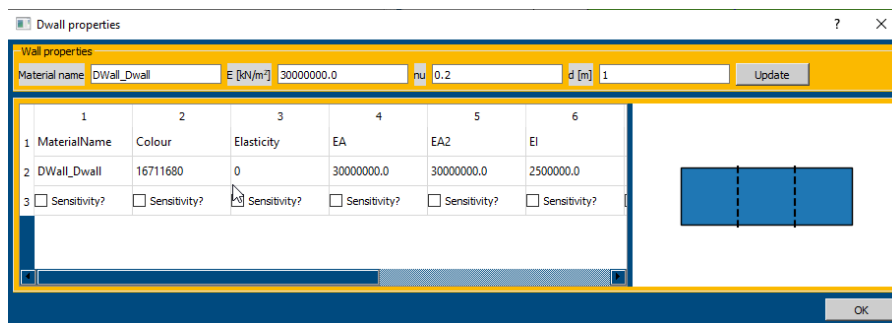 Dwall properties ? ×
Wall properties
Material name DWall_Dwall E [kN/m²] 30000000.0 nu 0.2 d [m] 1 Update
1 2 3 4 5 6
1 MaterialName Colour Elasticity EA EA2 EI
2 DWall_Dwall 16711680 0 30000000.0 30000000.0 2500000.0
3 Sensitivity? Sensitivity? Sensitivity? Sensitivity? Sensitivity? Sensitivity?
OK